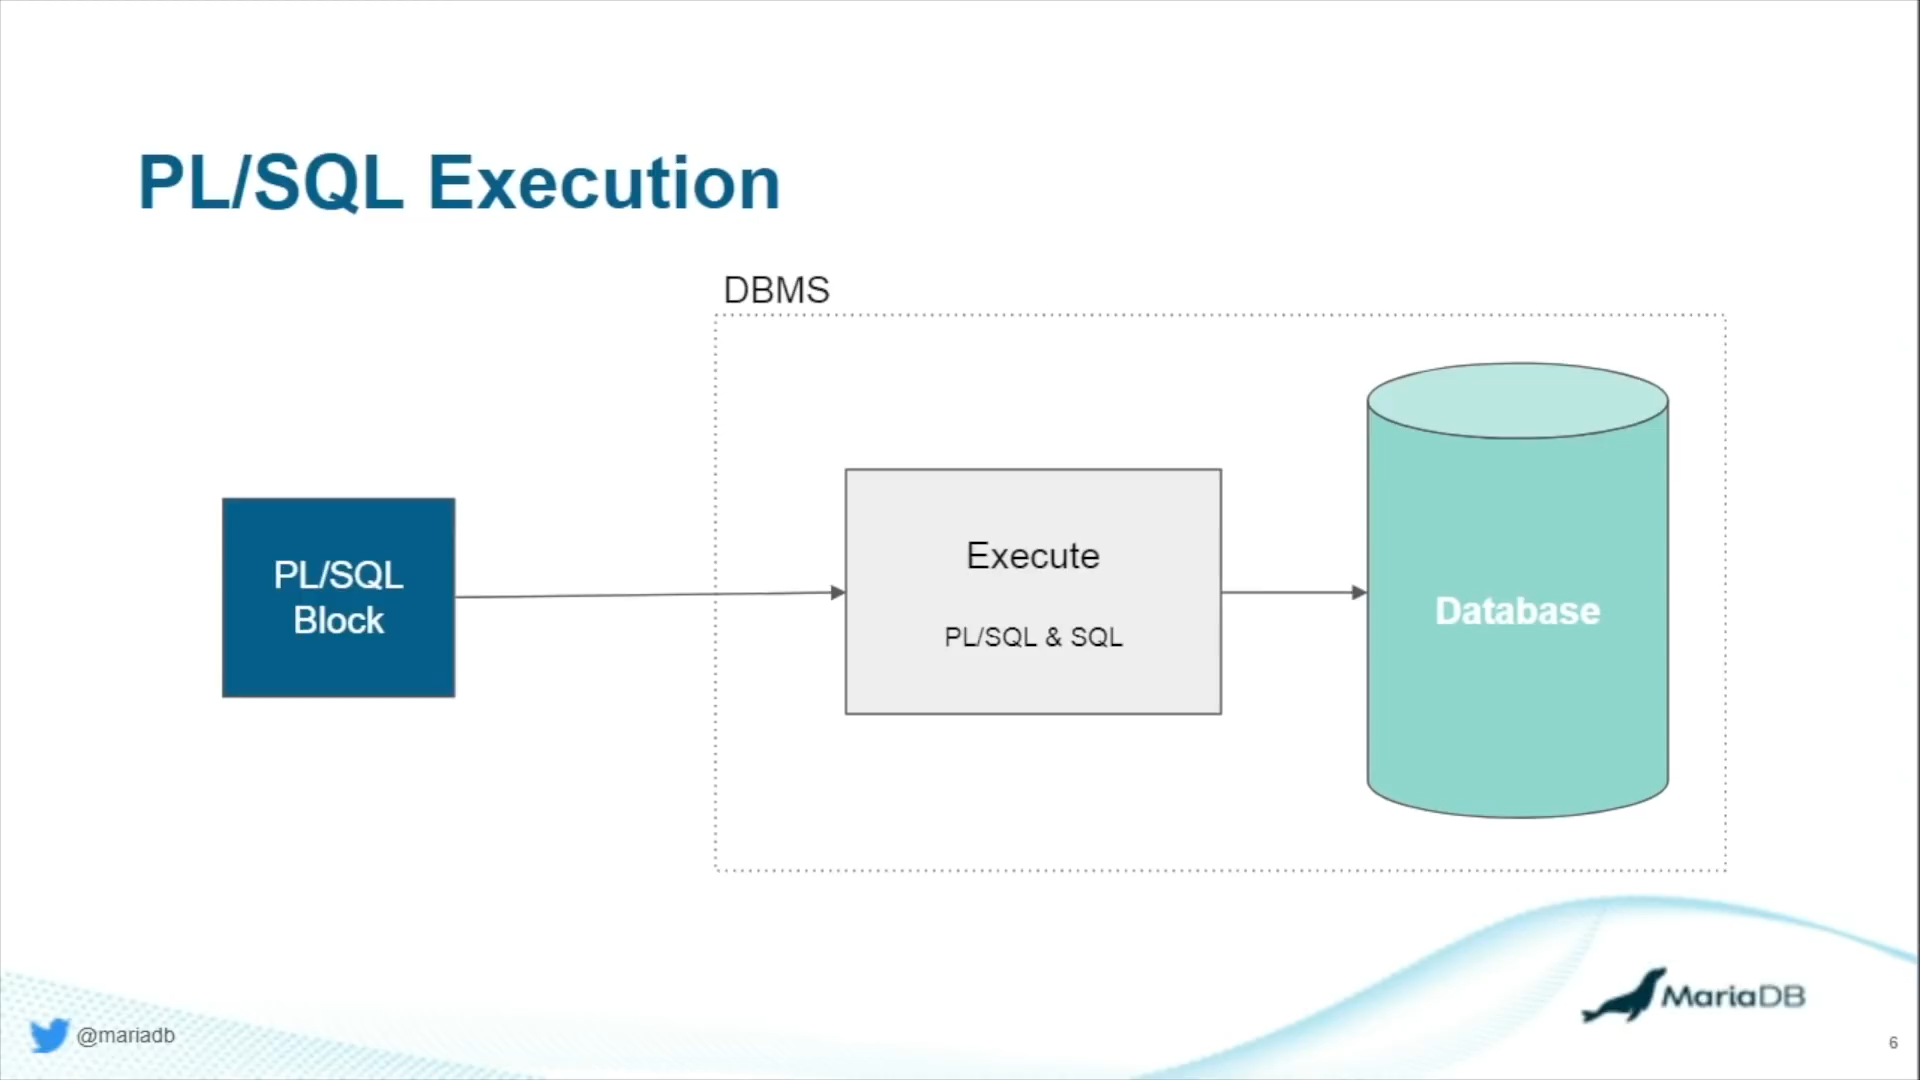 PL/SQL Execution
DBMS
PL/SQL
Block
Execute
PL/SQL & SQL
Database
@mariadb
MariaDB
6